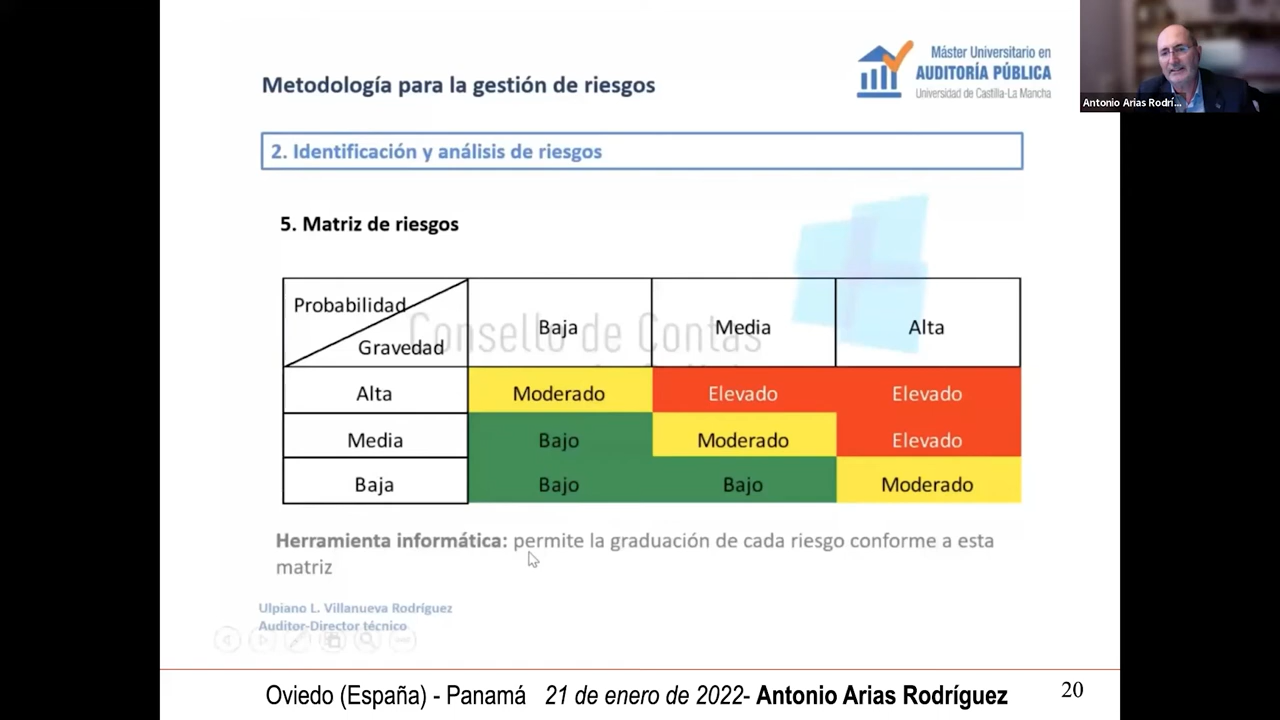 Metodología para la gestión de riesgos
Máster Universitario en
AUDITORÍA PÚBLICA
Universidad de Castilla-La Mancha
Antonio Arias Rodrí...
2. Identificación y análisis de riesgos
5. Matriz de riesgos
Probabilidad
Gravedad
Baja
Media
Alta
Consello de Contas
Alta
Moderado
Elevado
Elevado
Media
Bajo
Moderado
Elevado
Baja
Bajo
Bajo
Moderado
Herramienta informática: permite la graduación de cada riesgo conforme a esta
matriz
Ulpiano L. Villanueva Rodríguez
Auditor-Director técnico
Oviedo (España) - Panamá 21 de enero de 2022- Antonio Arias Rodríguez
20